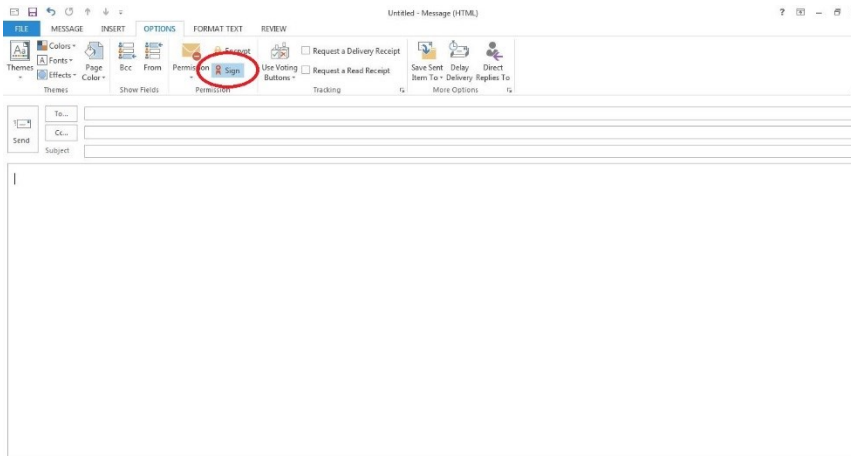 Untitled - Message (HTML)
FILE MESSAGE INSERT OPTIONS FORMAT TEXT REVIEW
Themes
Colors
Fonts
Effects
Page Color
Themes
Bcc From
Show Fields
Permission
Encrypt
Sign
Permission
Use Voting Buttons
Request a Delivery Receipt
Request a Read Receipt
Tracking
Save Sent Item To
Delay Delivery
Direct Replies To
More Options
Send
To...
Cc...
Subject